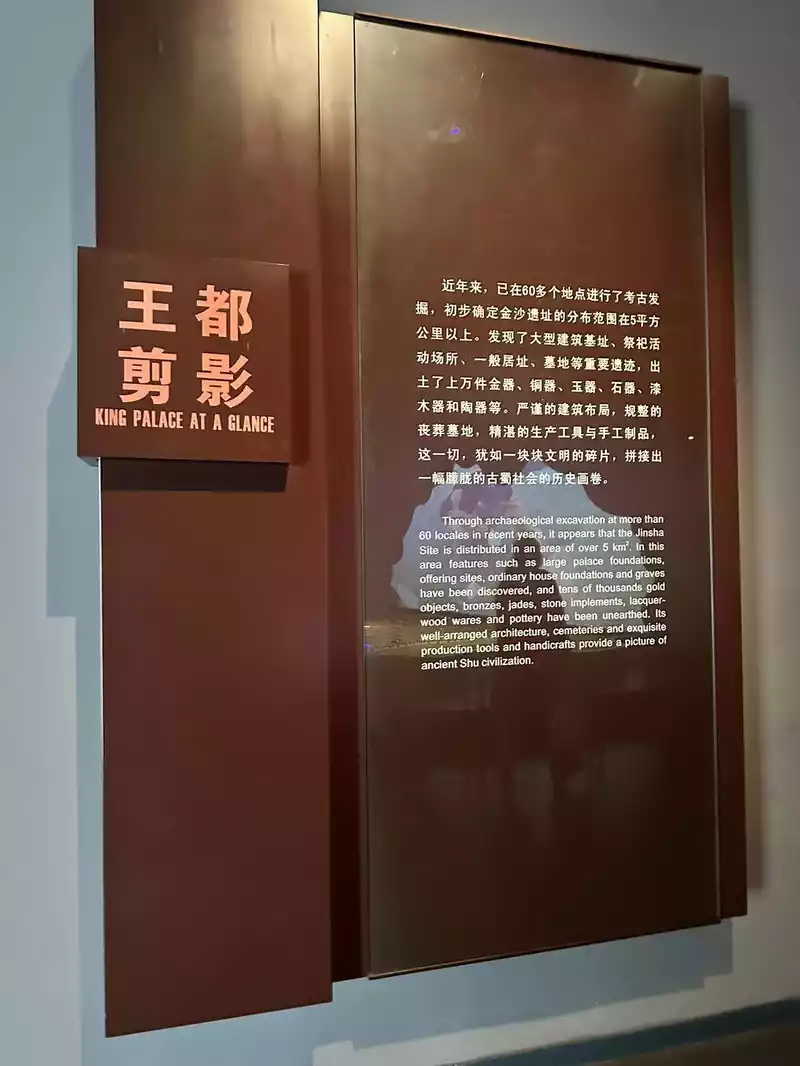 王都
剪影
KING PALACE AT A GLANCE
近年来，已在60多个地点进行了考古发
掘，初步确定金沙遗址的分布范围在5平方
公里以上。发现了大型建筑基址、祭祀活
动场所、一般居址、墓地等重要遗迹，出
土了上万件金器、铜器、玉器、石器、漆
木器和陶器等。严谨的建筑布局，规整的
丧葬墓地，精湛的生产工具与手工制品，
这一切，犹如一块块文明的碎片，拼接出
一幅朦胧的古蜀社会的历史画卷。
Through archaeological excavation at more than
60 locales in recent years, it appears that the Jinsha
Site is distributed in an area of over 5 km². In this
area features such as large palace foundations,
offering sites, ordinary house foundations and graves
have been discovered, and tens of thousands gold
objects, bronzes, jades, stone implements, lacquer-
wood wares and pottery have been unearthed. Its
well-arranged architecture, cemeteries and exquisite
production tools and handicrafts provide a picture of
ancient Shu civilization.